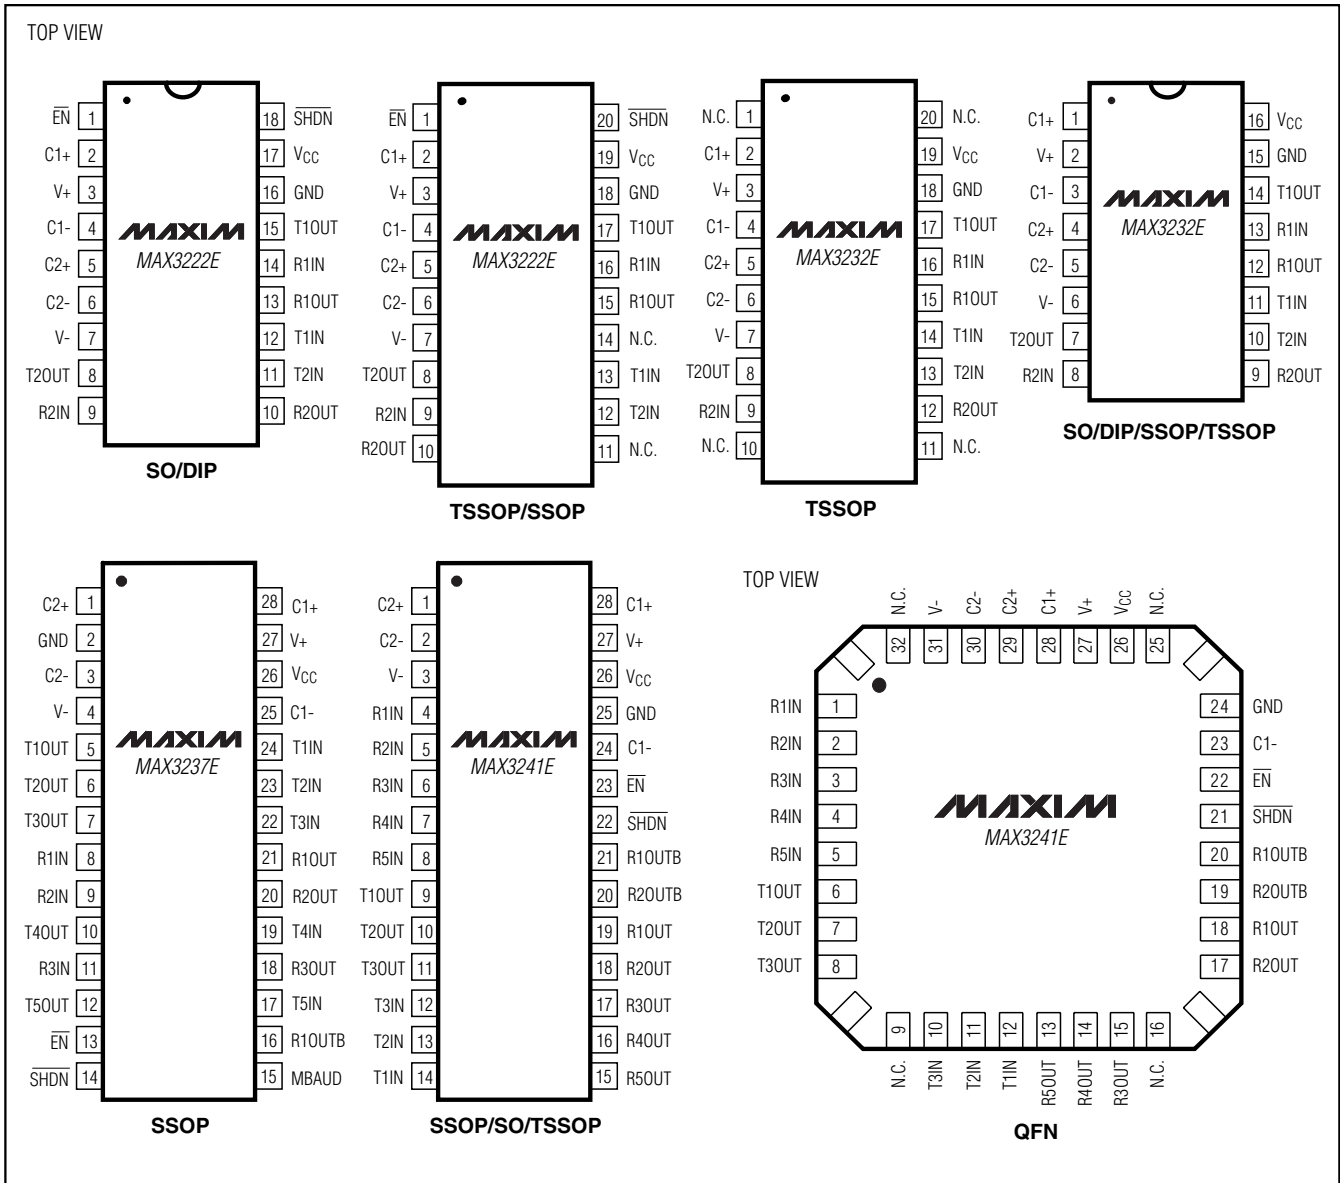 TOP VIEW
EN 1 18 SHDN
C1+ 2 17 VCC
V+ 3 16 GND
C1- 4 15 T1OUT
C2+ 5 14 R1IN
C2- 6 13 R1OUT
V- 7 12 T1IN
T2OUT 8 11 T2IN
R2IN 9 10 R2OUT
MAXIM
MAX3222E
SO/DIP
EN 1 20 SHDN
C1+ 2 19 VCC
V+ 3 18 GND
C1- 4 17 T1OUT
C2+ 5 16 R1IN
C2- 6 15 R1OUT
V- 7 14 N.C.
T2OUT 8 13 T1IN
R2IN 9 12 T2IN
R2OUT 10 11 N.C.
MAXIM
MAX3222E
TSSOP/SSOP
N.C. 1 20 N.C.
C1+ 2 19 VCC
V+ 3 18 GND
C1- 4 17 T1OUT
C2+ 5 16 R1IN
C2- 6 15 R1OUT
V- 7 14 T1IN
T2OUT 8 13 T2IN
R2IN 9 12 R2OUT
N.C. 10 11 N.C.
MAXIM
MAX3232E
TSSOP
C1+ 1 16 VCC
V+ 2 15 GND
C1- 3 14 T1OUT
C2+ 4 13 R1IN
C2- 5 12 R1OUT
V- 6 11 T1IN
T2OUT 7 10 T2IN
R2IN 8 9 R2OUT
MAXIM
MAX3232E
SO/DIP/SSOP/TSSOP
C2+ 1 28 C1+
GND 2 27 V+
C2- 3 26 VCC
V- 4 25 C1-
T1OUT 5 24 T1IN
T2OUT 6 23 T2IN
T3OUT 7 22 T3IN
R1IN 8 21 R1OUT
R2IN 9 20 R2OUT
T4OUT 10 19 T4IN
R3IN 11 18 R3OUT
T5OUT 12 17 T5IN
EN 13 16 R1OUTB
SHDN 14 15 MBAUD
MAXIM
MAX3237E
SSOP
C2+ 1 28 C1+
C2- 2 27 V+
V- 3 26 VCC
R1IN 4 25 GND
R2IN 5 24 C1-
R3IN 6 23 EN
R4IN 7 22 SHDN
R5IN 8 21 R1OUTB
T1OUT 9 20 R2OUTB
T2OUT 10 19 R1OUT
T3OUT 11 18 R2OUT
T3IN 12 17 R3OUT
T2IN 13 16 R4OUT
T1IN 14 15 R5OUT
MAXIM
MAX3241E
SSOP/SO/TSSOP
TOP VIEW
N.C. V- C2- C2+ C1+ V+ VCC N.C.
32 31 30 29 28 27 26 25
R1IN 1 24 GND
R2IN 2 23 C1-
R3IN 3 22 EN
R4IN 4 21 SHDN
R5IN 5 20 R1OUTB
T1OUT 6 19 R2OUTB
T2OUT 7 18 R1OUT
T3OUT 8 17 R2OUT
MAXIM
MAX3241E
9 10 11 12 13 14 15 16
N.C. T3IN T2IN T1IN R5OUT R4OUT R3OUT N.C.
QFN